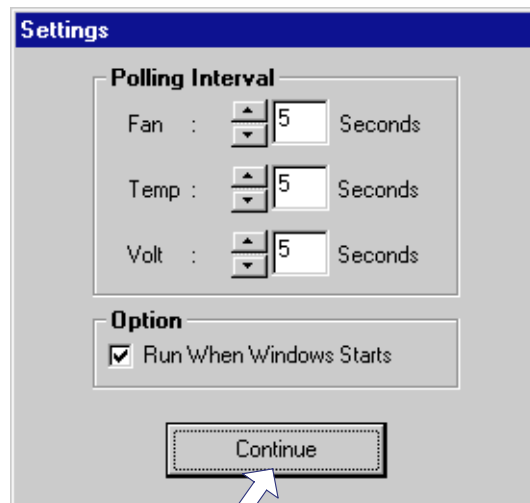 Settings
Polling Interval
Fan : 5 Seconds
Temp : 5 Seconds
Volt : 5 Seconds
Option
Run When Windows Starts
Continue